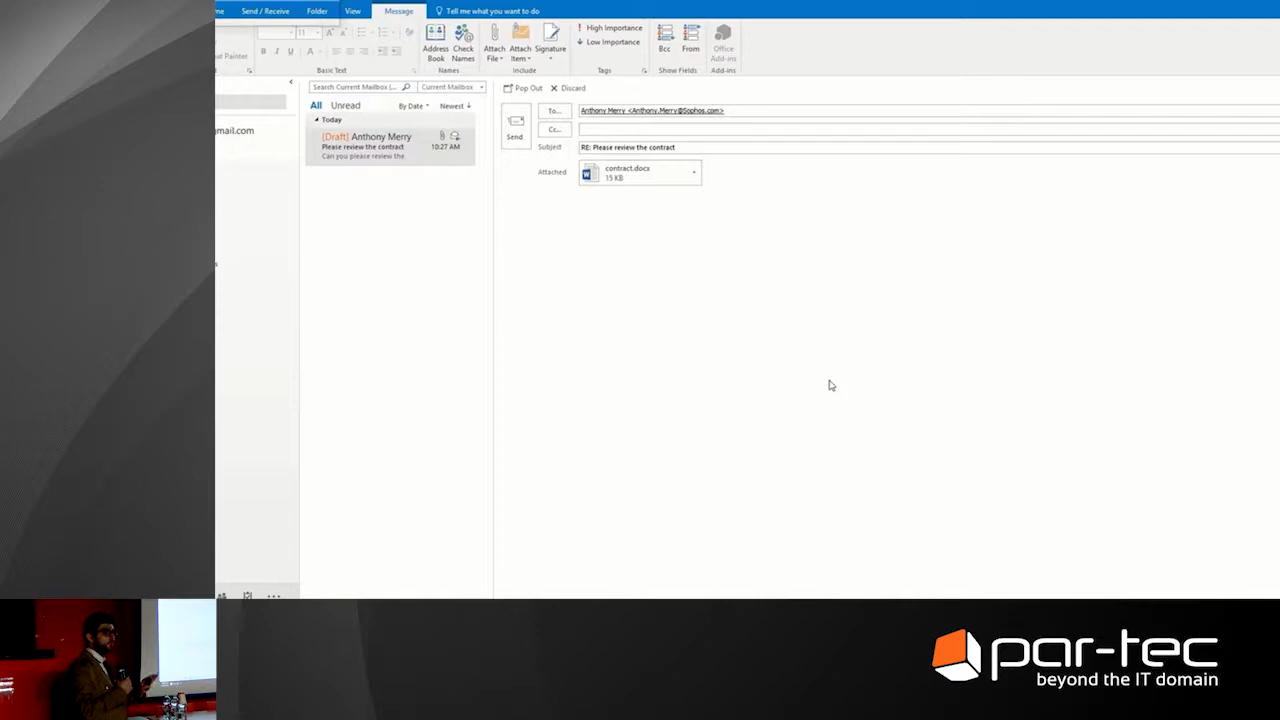 Send / Receive
Folder
View
Message
Tell me what you want to do
11
B I U A
Address Book
Check Names
Attach File
Attach Item
Signature
High Importance
Low Importance
Bcc
From
Office Add-ins
Painter
Basic Text
Names
Include
Tags
Show Fields
Add-ins
Search Current Mailbox
Current Mailbox
All Unread
By Date Newest
Today
[Draft] Anthony Merry
Please review the contract 10:27 AM
Can you please review the
gmail.com
Pop Out
Discard
Send
To...
Anthony Merry <Anthony.Merry@Sophos.com>
Cc...
Subject RE: Please review the contract
Attached
contract.docx
15 KB
par-tec
beyond the IT domain